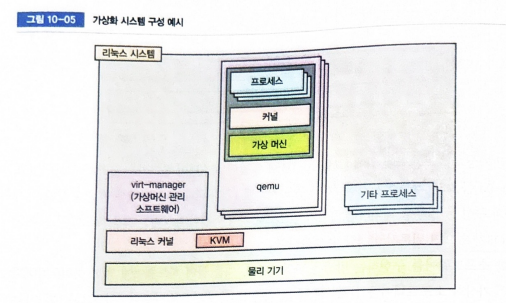 그림 10-05 가상화 시스템 구성 예시
리눅스 시스템
프로세스
커널
가상 머신
qemu
virt-manager
(가상머신 관리
소프트웨어)
기타 프로세스
리눅스 커널 KVM
물리 기기